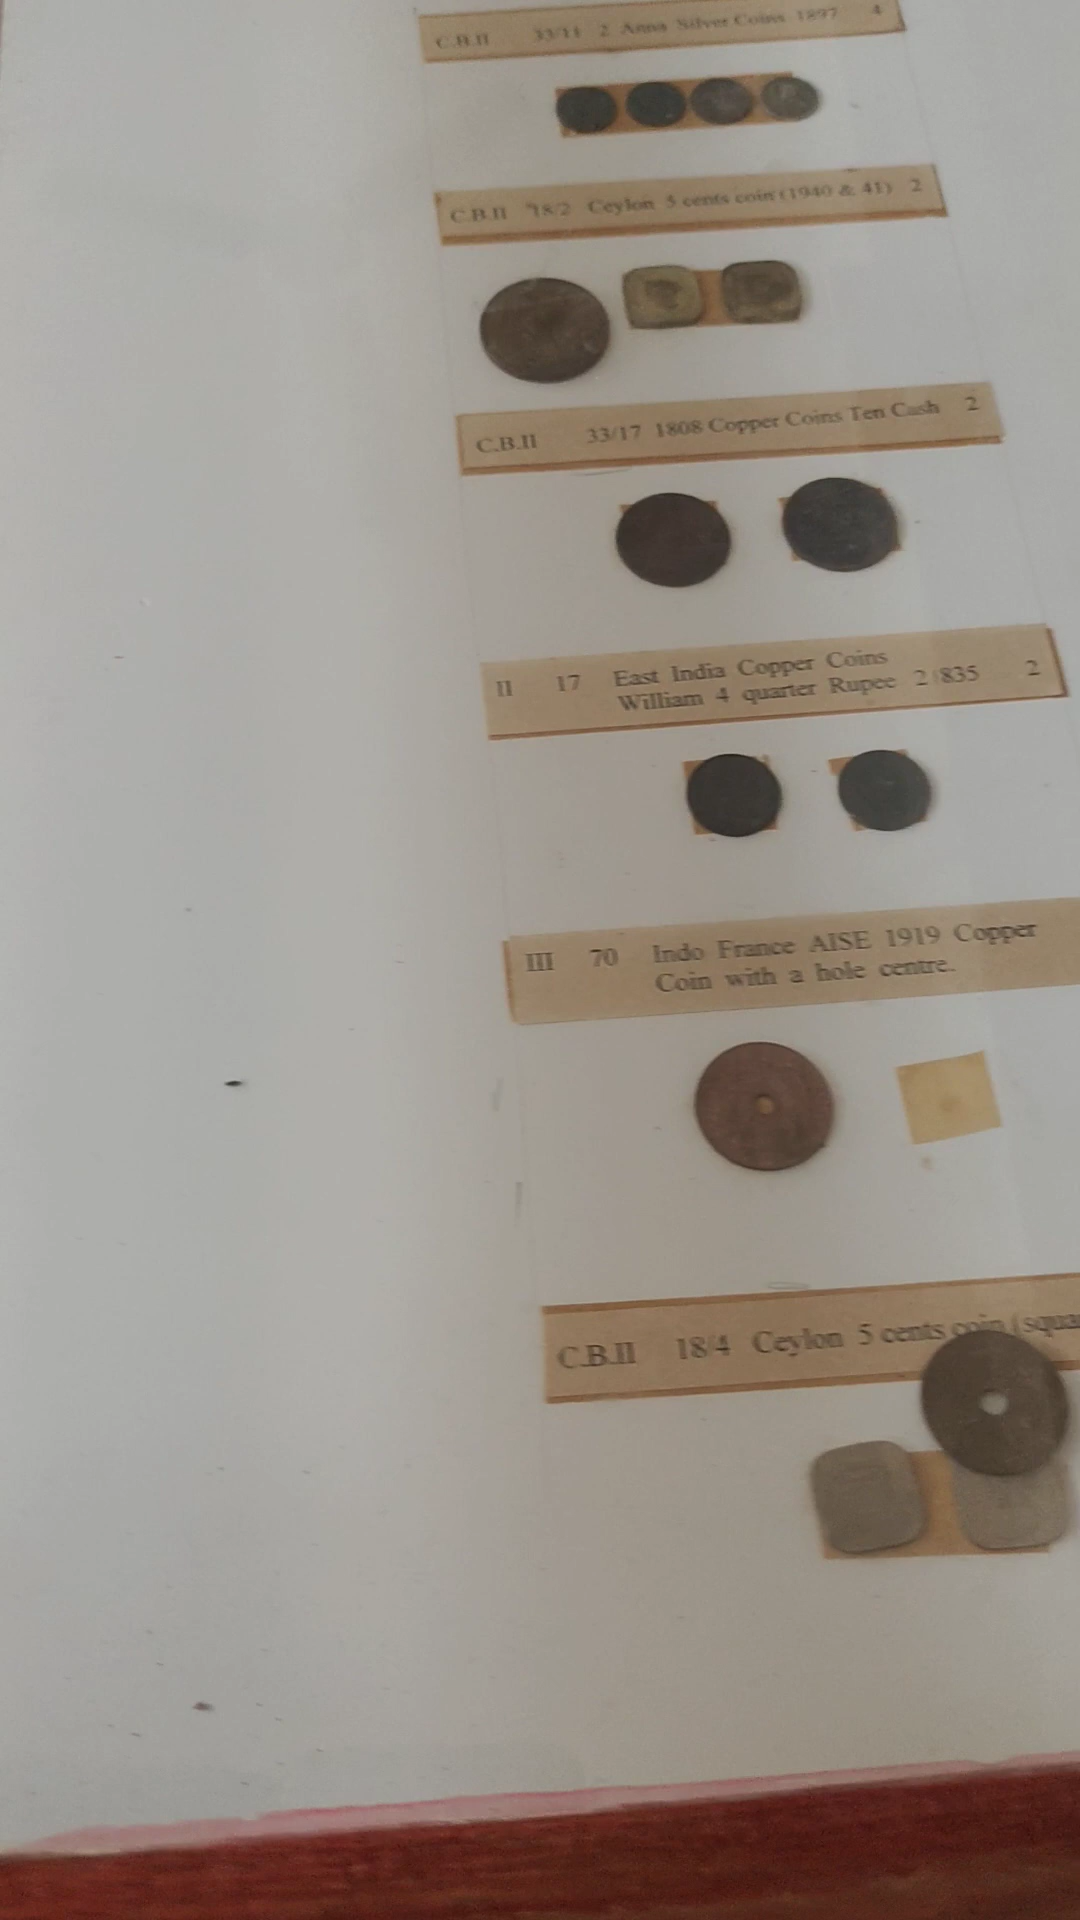 C.B.II 33/14 2 Anna Silver Coins 1897 4
C.B.II 18/2 Ceylon 5 cents coin (1940 & 41) 2
C.B.II 33/17 1808 Copper Coins Ten Cash 2
II 17 East India Copper Coins
William 4 quarter Rupee 2 1835 2
III 70 Indo France AISE 1919 Copper
Coin with a hole centre.
C.B.II 18/4 Ceylon 5 cents coin (squa